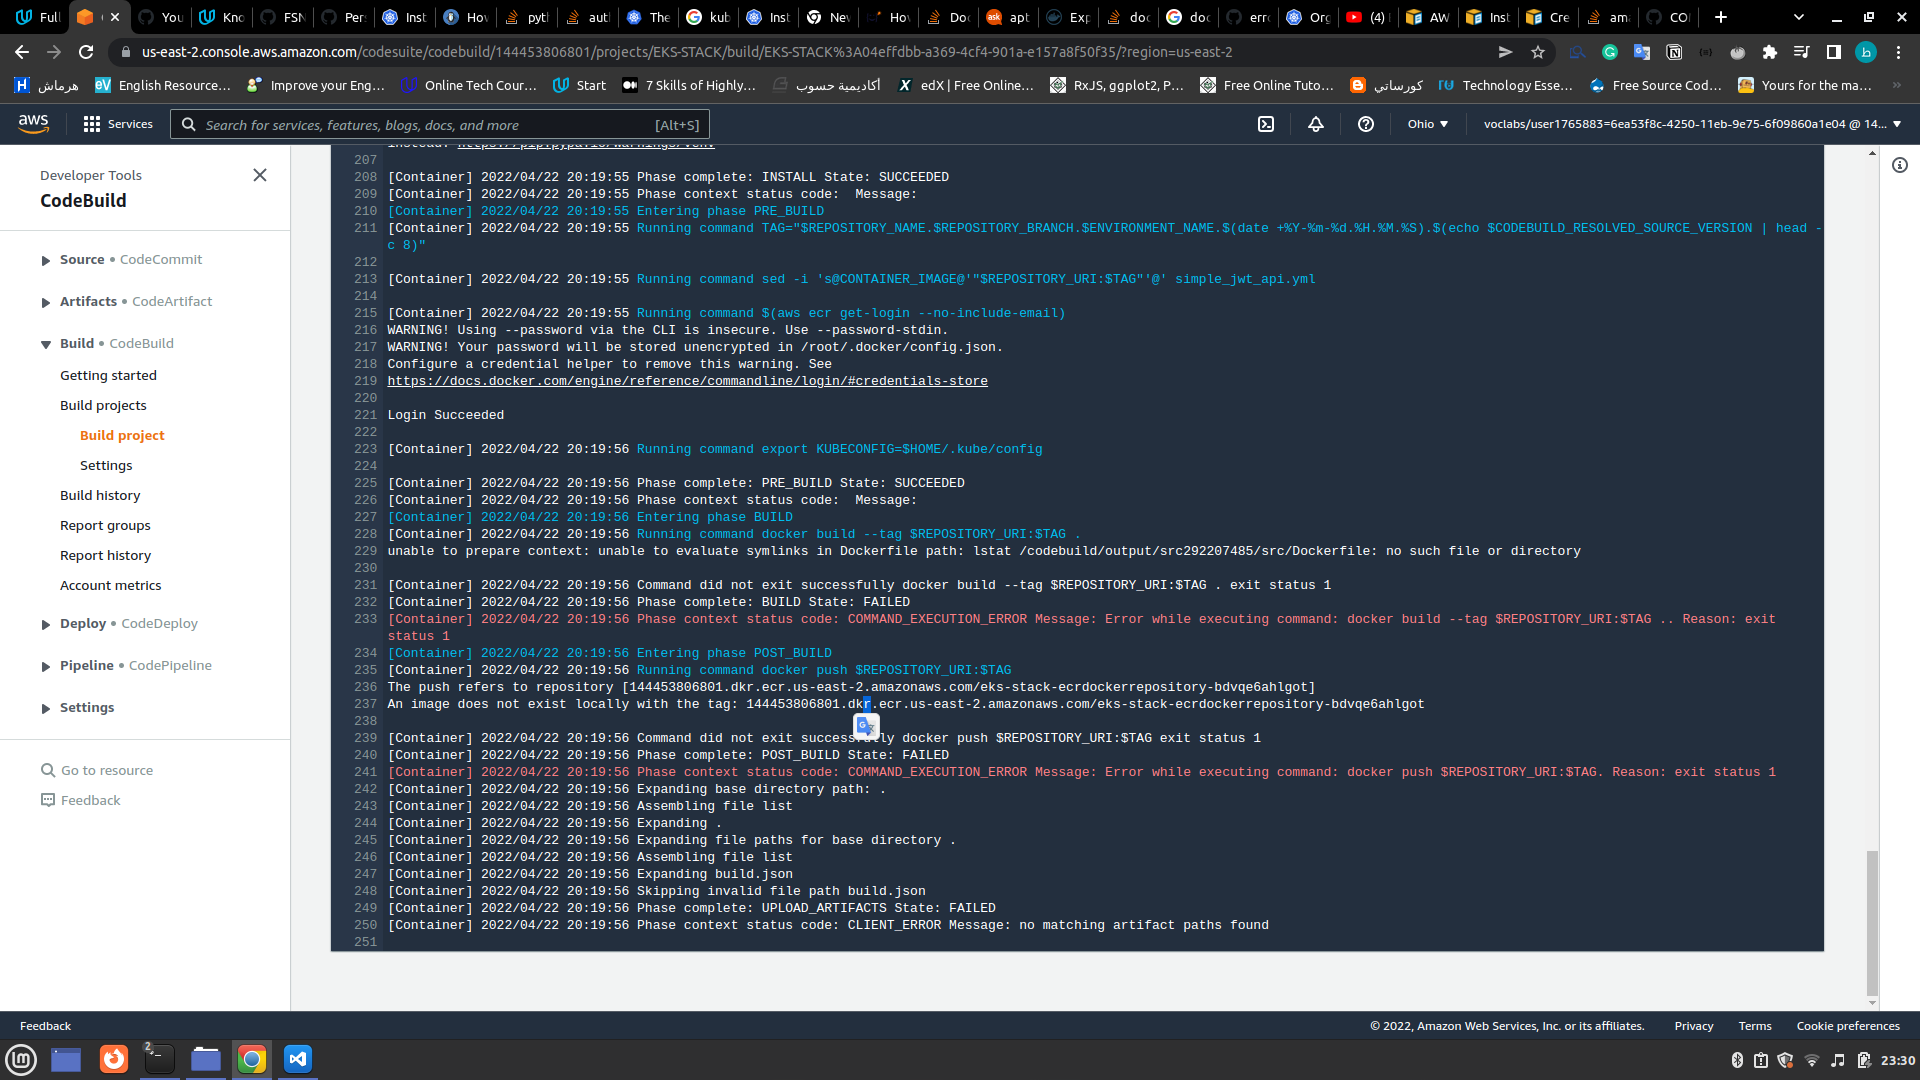 Full
You
Kno
FSN
Pers
Inst
Hov
pyth
auth
The
kub
Inst
Nev
Hov
Doc
apt
Exp
doc
doc
erro
Org
(4)
AW
Inst
Cre
ama
COI
us-east-2.console.aws.amazon.com/codesuite/codebuild/144453806801/projects/EKS-STACK/build/EKS-STACK%3A04effdbb-a369-4cf4-901a-e157a8f50f35/?region=us-east-2
هرماش
English Resource...
Improve your Eng...
Online Tech Cour...
Start
7 Skills of Highly...
أكاديمية حسوب
edX | Free Online...
RxJS, ggplot2, P...
Free Online Tuto...
كورساتي
Technology Esse...
Free Source Cod...
Yours for the ma...
aws
Services
Search for services, features, blogs, docs, and more [Alt+S]
Ohio
voclabs/user1765883=6ea53f8c-4250-11eb-9e75-6f09860a1e04 @ 14...
Developer Tools
CodeBuild
Source • CodeCommit
Artifacts • CodeArtifact
Build • CodeBuild
Getting started
Build projects
Build project
Settings
Build history
Report groups
Report history
Account metrics
Deploy • CodeDeploy
Pipeline • CodePipeline
Settings
Go to resource
Feedback
instead: https://pip.pypa.io/warnings/venv
207
208 [Container] 2022/04/22 20:19:55 Phase complete: INSTALL State: SUCCEEDED
209 [Container] 2022/04/22 20:19:55 Phase context status code:  Message:
210 [Container] 2022/04/22 20:19:55 Entering phase PRE_BUILD
211 [Container] 2022/04/22 20:19:55 Running command TAG="$REPOSITORY_NAME.$REPOSITORY_BRANCH.$ENVIRONMENT_NAME.$(date +%Y-%m-%d.%H.%M.%S).$(echo $CODEBUILD_RESOLVED_SOURCE_VERSION | head -
c 8)"
212
213 [Container] 2022/04/22 20:19:55 Running command sed -i 's@CONTAINER_IMAGE@'"$REPOSITORY_URI:$TAG"'@' simple_jwt_api.yml
214
215 [Container] 2022/04/22 20:19:55 Running command $(aws ecr get-login --no-include-email)
216 WARNING! Using --password via the CLI is insecure. Use --password-stdin.
217 WARNING! Your password will be stored unencrypted in /root/.docker/config.json.
218 Configure a credential helper to remove this warning. See
219 https://docs.docker.com/engine/reference/commandline/login/#credentials-store
220
221 Login Succeeded
222
223 [Container] 2022/04/22 20:19:56 Running command export KUBECONFIG=$HOME/.kube/config
224
225 [Container] 2022/04/22 20:19:56 Phase complete: PRE_BUILD State: SUCCEEDED
226 [Container] 2022/04/22 20:19:56 Phase context status code:  Message:
227 [Container] 2022/04/22 20:19:56 Entering phase BUILD
228 [Container] 2022/04/22 20:19:56 Running command docker build --tag $REPOSITORY_URI:$TAG .
229 unable to prepare context: unable to evaluate symlinks in Dockerfile path: lstat /codebuild/output/src292207485/src/Dockerfile: no such file or directory
230
231 [Container] 2022/04/22 20:19:56 Command did not exit successfully docker build --tag $REPOSITORY_URI:$TAG . exit status 1
232 [Container] 2022/04/22 20:19:56 Phase complete: BUILD State: FAILED
233 [Container] 2022/04/22 20:19:56 Phase context status code: COMMAND_EXECUTION_ERROR Message: Error while executing command: docker build --tag $REPOSITORY_URI:$TAG .. Reason: exit
status 1
234 [Container] 2022/04/22 20:19:56 Entering phase POST_BUILD
235 [Container] 2022/04/22 20:19:56 Running command docker push $REPOSITORY_URI:$TAG
236 The push refers to repository [144453806801.dkr.ecr.us-east-2.amazonaws.com/eks-stack-ecrdockerrepository-bdvqe6ahlgot]
237 An image does not exist locally with the tag: 144453806801.dkr.ecr.us-east-2.amazonaws.com/eks-stack-ecrdockerrepository-bdvqe6ahlgot
238
239 [Container] 2022/04/22 20:19:56 Command did not exit successfully docker push $REPOSITORY_URI:$TAG exit status 1
240 [Container] 2022/04/22 20:19:56 Phase complete: POST_BUILD State: FAILED
241 [Container] 2022/04/22 20:19:56 Phase context status code: COMMAND_EXECUTION_ERROR Message: Error while executing command: docker push $REPOSITORY_URI:$TAG. Reason: exit status 1
242 [Container] 2022/04/22 20:19:56 Expanding base directory path: .
243 [Container] 2022/04/22 20:19:56 Assembling file list
244 [Container] 2022/04/22 20:19:56 Expanding .
245 [Container] 2022/04/22 20:19:56 Expanding file paths for base directory .
246 [Container] 2022/04/22 20:19:56 Assembling file list
247 [Container] 2022/04/22 20:19:56 Expanding build.json
248 [Container] 2022/04/22 20:19:56 Skipping invalid file path build.json
249 [Container] 2022/04/22 20:19:56 Phase complete: UPLOAD_ARTIFACTS State: FAILED
250 [Container] 2022/04/22 20:19:56 Phase context status code: CLIENT_ERROR Message: no matching artifact paths found
251
Feedback
© 2022, Amazon Web Services, Inc. or its affiliates.
Privacy
Terms
Cookie preferences
2
23:30